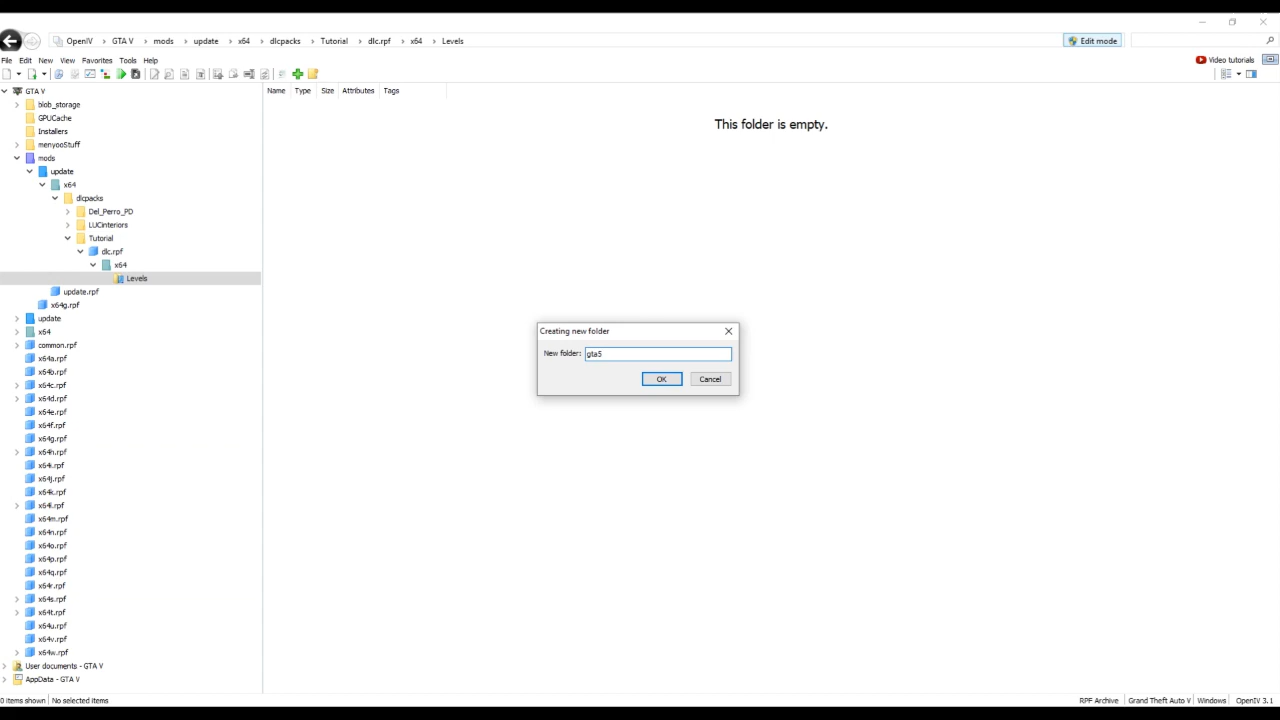 OpenIV > GTA V > mods > update > x64 > dlcpacks > Tutorial > dlc.rpf > x64 > Levels
Edit mode
File Edit New View Favorites Tools Help
Video tutorials
GTA V
blob_storage
GPUCache
Installers
menyooStuff
mods
update
x64
dlcpacks
Del_Perro_PD
LUCinteriors
Tutorial
dlc.rpf
x64
Levels
update.rpf
x64g.rpf
update
x64
common.rpf
x64a.rpf
x64b.rpf
x64c.rpf
x64d.rpf
x64e.rpf
x64f.rpf
x64g.rpf
x64h.rpf
x64i.rpf
x64j.rpf
x64k.rpf
x64l.rpf
x64m.rpf
x64n.rpf
x64o.rpf
x64p.rpf
x64q.rpf
x64r.rpf
x64s.rpf
x64t.rpf
x64u.rpf
x64v.rpf
x64w.rpf
User documents - GTA V
AppData - GTA V
Name Type Size Attributes Tags
This folder is empty.
Creating new folder
New folder: gta5
OK Cancel
0 items shown No selected items
RPF Archive Grand Theft Auto V Windows OpenIV 3.1